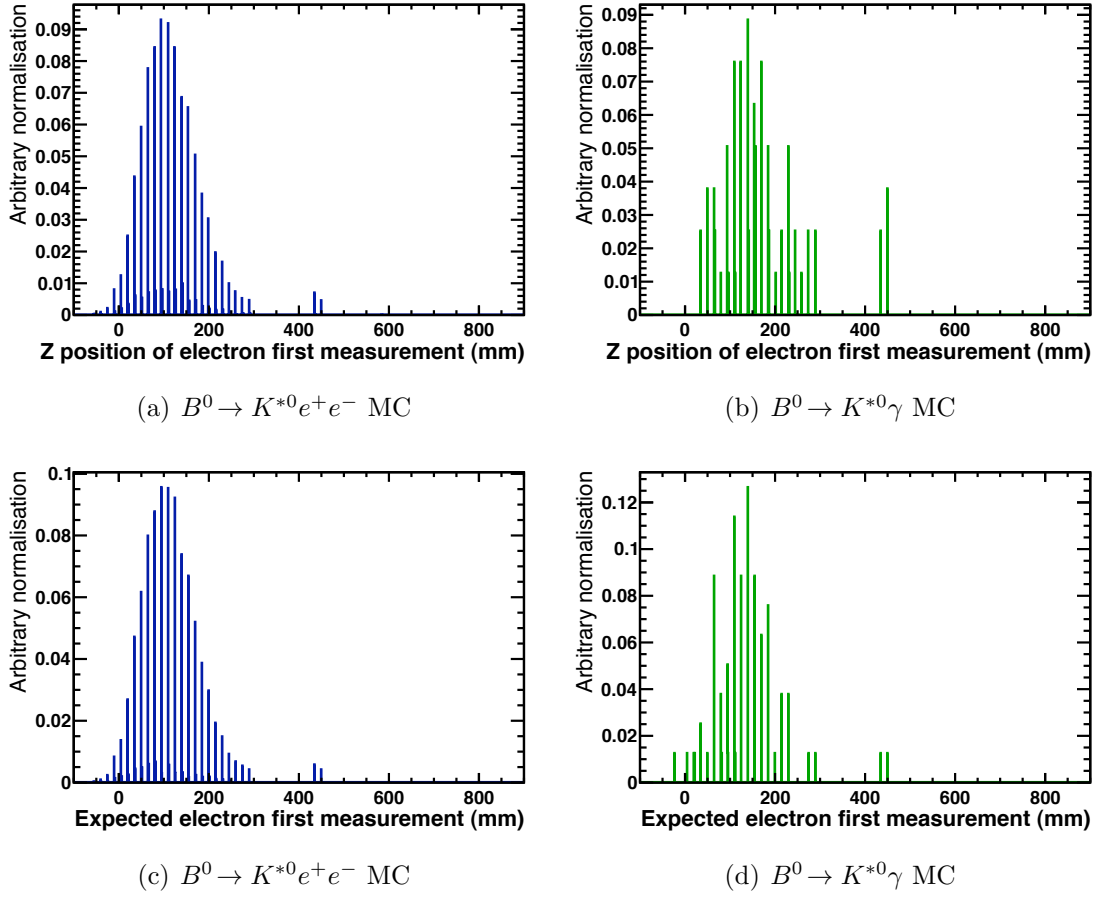 Arbitrary normalisation
0.09
0.08
0.07
0.06
0.05
0.04
0.03
0.02
0.01
0
0 200 400 600 800
Z position of electron first measurement (mm)
(a) B⁰ → K*⁰e⁺e⁻ MC
Arbitrary normalisation
0.09
0.08
0.07
0.06
0.05
0.04
0.03
0.02
0.01
0
0 200 400 600 800
Z position of electron first measurement (mm)
(b) B⁰ → K*⁰γ MC
Arbitrary normalisation
0.1
0.08
0.06
0.04
0.02
0
0 200 400 600 800
Expected electron first measurement (mm)
(c) B⁰ → K*⁰e⁺e⁻ MC
Arbitrary normalisation
0.12
0.1
0.08
0.06
0.04
0.02
0
0 200 400 600 800
Expected electron first measurement (mm)
(d) B⁰ → K*⁰γ MC